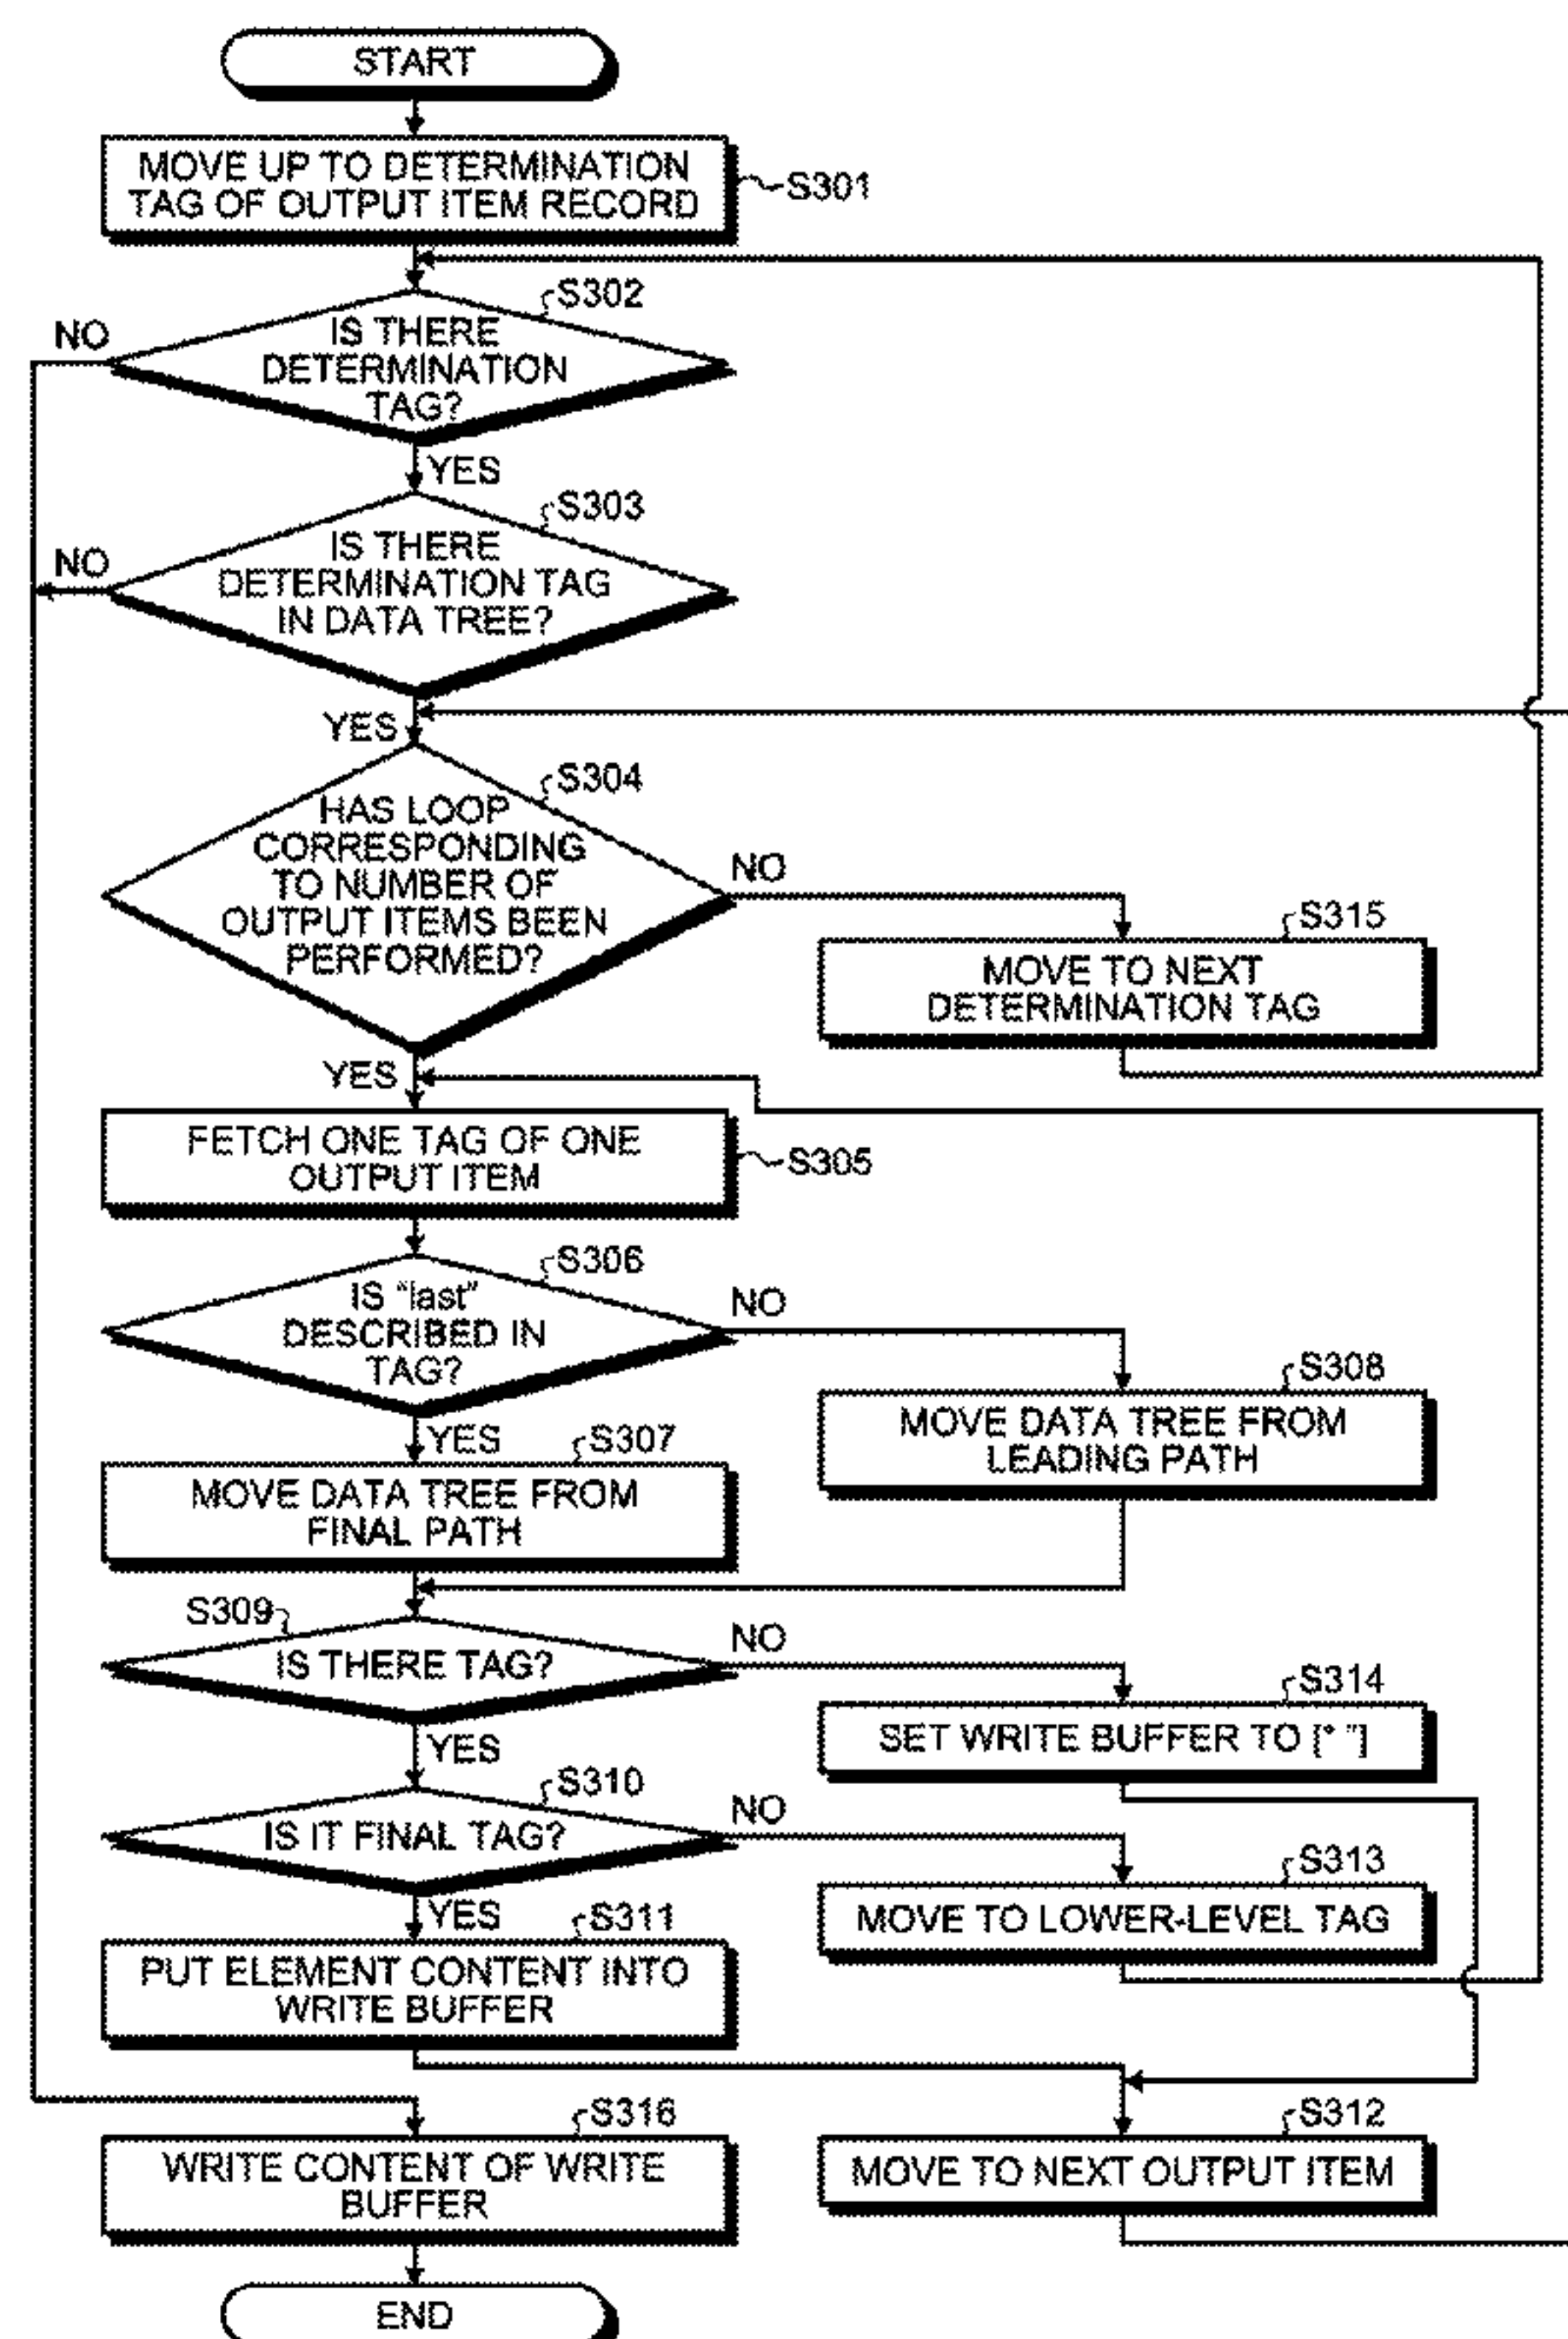 START
MOVE UP TO DETERMINATION
TAG OF OUTPUT ITEM RECORD
S301
S302
NO
IS THERE
DETERMINATION
TAG?
YES
S303
NO
IS THERE
DETERMINATION TAG
IN DATA TREE?
YES
S304
HAS LOOP
CORRESPONDING
TO NUMBER OF
OUTPUT ITEMS BEEN
PERFORMED?
NO
S315
MOVE TO NEXT
DETERMINATION TAG
YES
FETCH ONE TAG OF ONE
OUTPUT ITEM
S305
S306
IS "last"
DESCRIBED IN
TAG?
NO
S308
MOVE DATA TREE FROM
LEADING PATH
YES
S307
MOVE DATA TREE FROM
FINAL PATH
S309
IS THERE TAG?
NO
S314
SET WRITE BUFFER TO [" "]
YES
S310
IS IT FINAL TAG?
NO
S313
MOVE TO LOWER-LEVEL TAG
YES
S311
PUT ELEMENT CONTENT INTO
WRITE BUFFER
S316
WRITE CONTENT OF WRITE
BUFFER
S312
MOVE TO NEXT OUTPUT ITEM
END